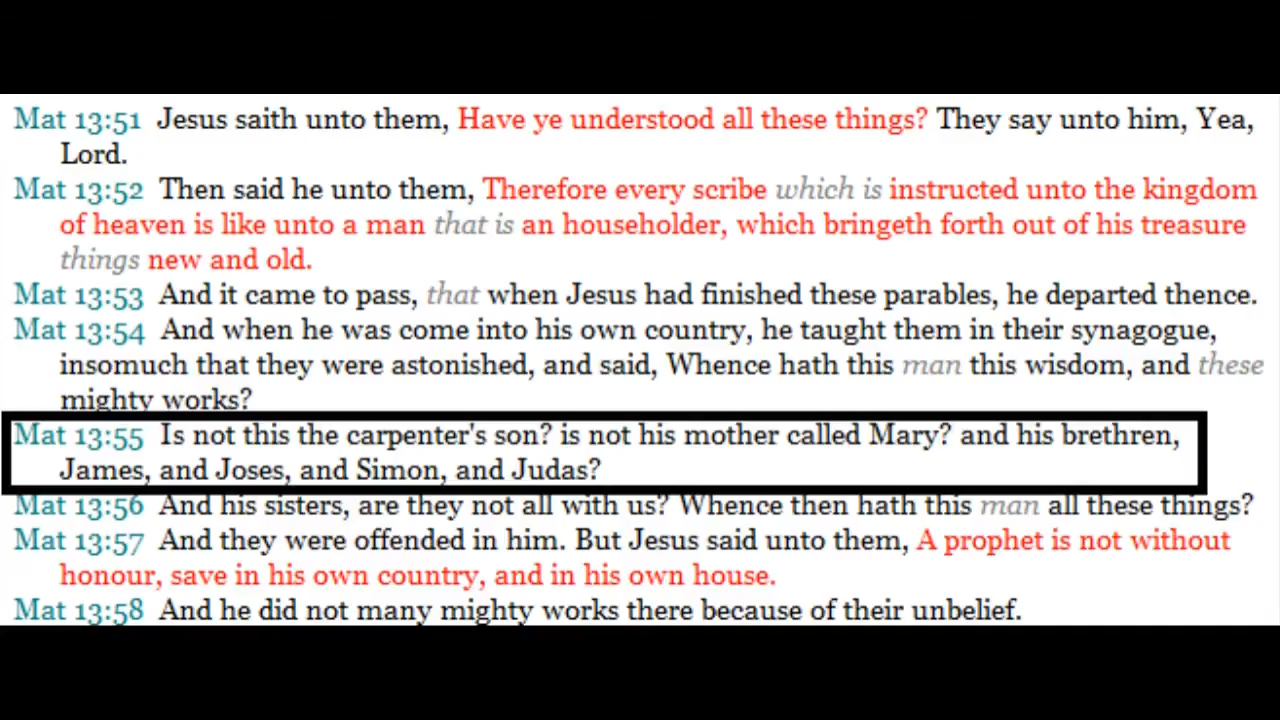 Mat 13:51 Jesus saith unto them, Have ye understood all these things? They say unto him, Yea,
Lord.
Mat 13:52 Then said he unto them, Therefore every scribe which is instructed unto the kingdom
of heaven is like unto a man that is an householder, which bringeth forth out of his treasure
things new and old.
Mat 13:53 And it came to pass, that when Jesus had finished these parables, he departed thence.
Mat 13:54 And when he was come into his own country, he taught them in their synagogue,
insomuch that they were astonished, and said, Whence hath this man this wisdom, and these
mighty works?
Mat 13:55 Is not this the carpenter's son? is not his mother called Mary? and his brethren,
James, and Joses, and Simon, and Judas?
Mat 13:56 And his sisters, are they not all with us? Whence then hath this man all these things?
Mat 13:57 And they were offended in him. But Jesus said unto them, A prophet is not without
honour, save in his own country, and in his own house.
Mat 13:58 And he did not many mighty works there because of their unbelief.